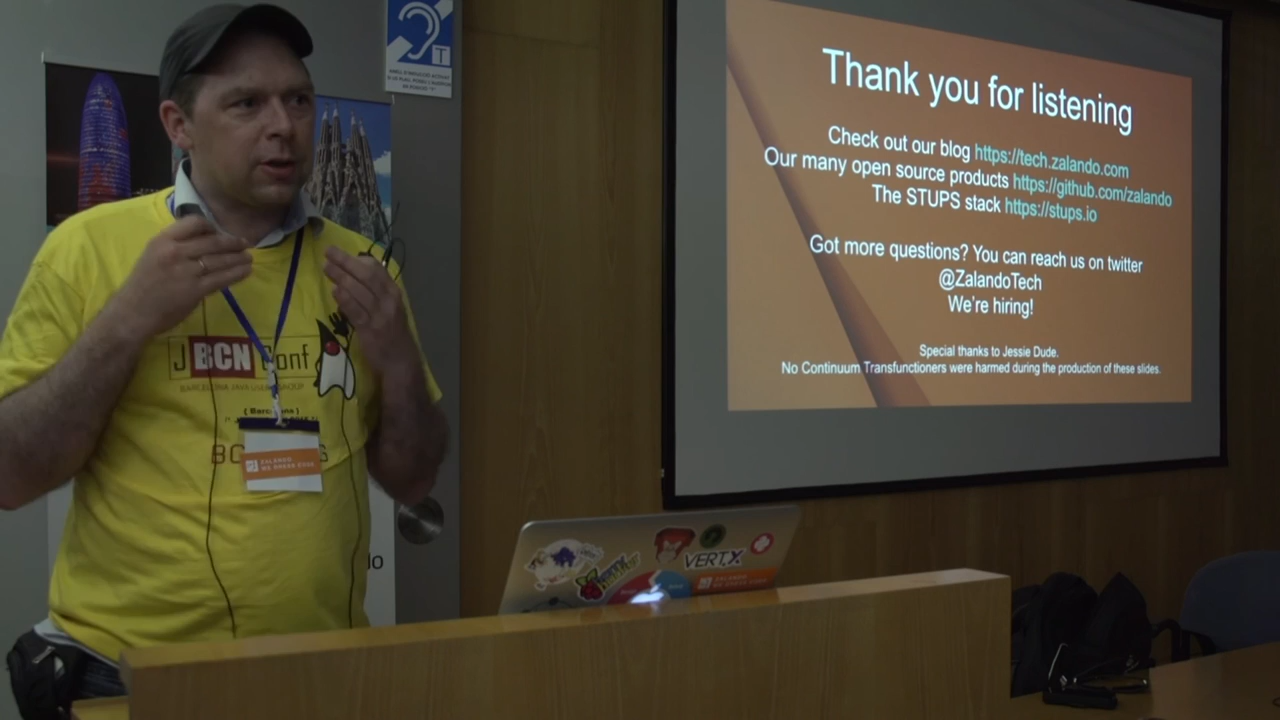 Thank you for listening
Check out our blog https://tech.zalando.com
Our many open source products https://github.com/zalando
The STUPS stack https://stups.io
Got more questions? You can reach us on twitter
@ZalandoTech
We're hiring!
Special thanks to Jessie Dude.
No Continuum Transfunctioners were harmed during the production of these slides.
T
J BCN Conf
BARCELONA JAVA USERS GROUP
ZALANDO
VERT.X